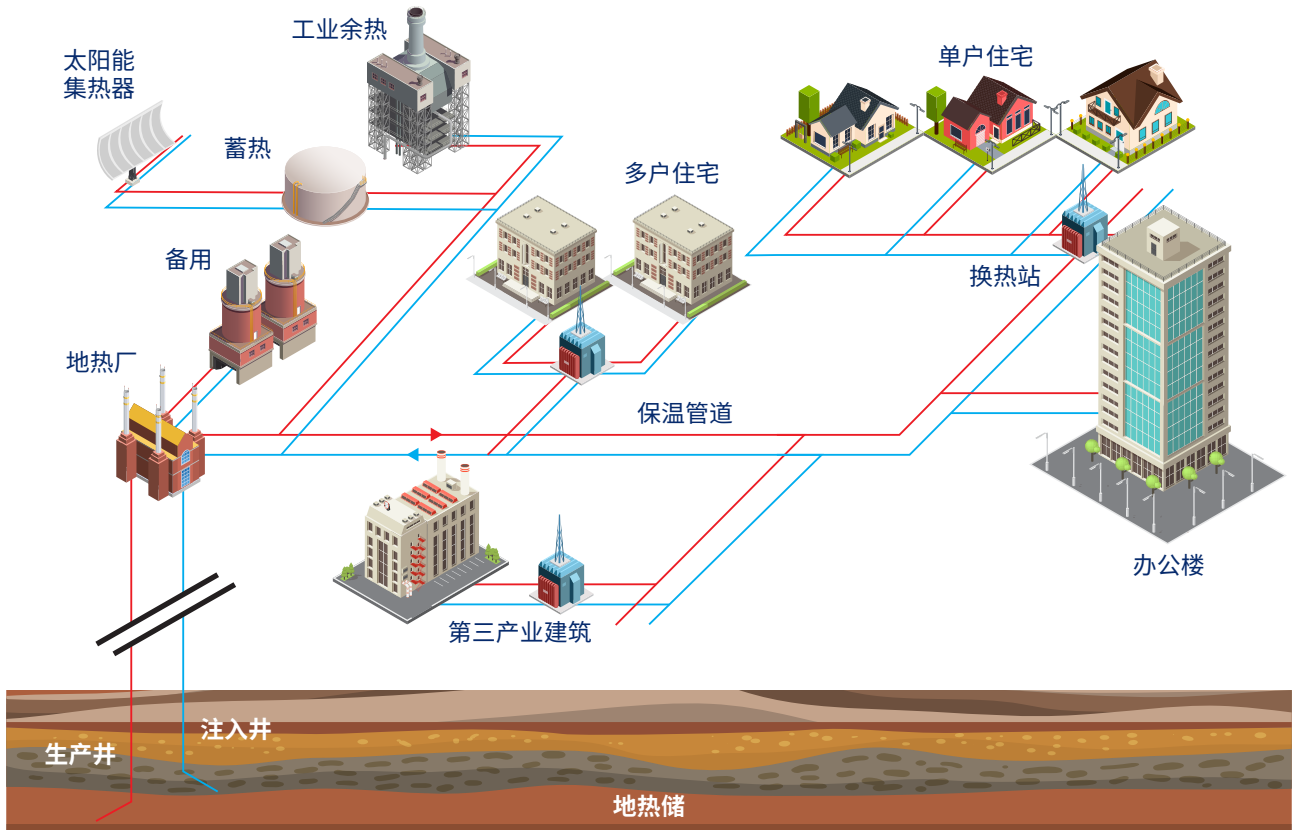 工业余热
太阳能
集热器
单户住宅
蓄热
多户住宅
备用
换热站
地热厂
保温管道
办公楼
第三产业建筑
注入井
生产井
地热储